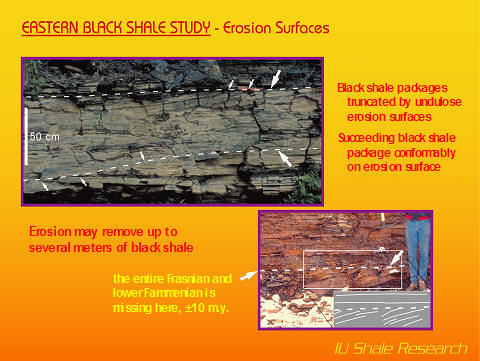 EASTERN BLACK SHALE STUDY - Erosion Surfaces
50 cm
Black shale packages
truncated by undulose
erosion surfaces
Succeeding black shale
package conformably
on erosion surface
Erosion may remove up to
several meters of black shale
the entire Frasnian and
lower Fammenian is
missing here, ±10 m.y.
IU Shale Research